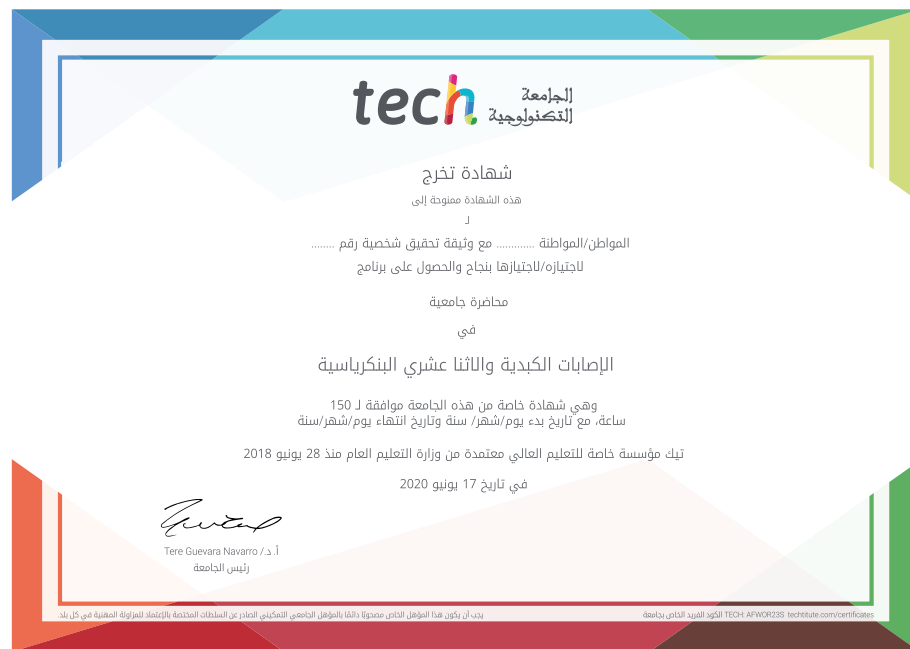 tech الجامعة
التكنولوجية
شهادة تخرج
هذه الشهادة ممنوحة إلى
لـ
المواطن/المواطنة ............. مع وثيقة تحقيق شخصية رقم ........
لاجتيازه/لاجتيازها بنجاح والحصول على برنامج
محاضرة جامعية
في
الإصابات الكبدية والاثنا عشري البنكرياسية
وهي شهادة خاصة من هذه الجامعة موافقة لـ 150
ساعة، مع تاريخ بدء يوم/شهر/ سنة وتاريخ انتهاء يوم/شهر/سنة
تيك مؤسسة خاصة للتعليم العالي معتمدة من وزارة التعليم العام منذ 28 يونيو 2018
في تاريخ 17 يونيو 2020
أ.د./ Tere Guevara Navarro
رئيس الجامعة
يجب أن يكون هذا المؤهل الخاص مصحوبًا دائمًا بالمؤهل الجامعي التمكيني الصادر عن السلطات المختصة بالإعتماد للمزاولة المهنية في كل بلد.
الكود الفريد الخاص بجامعة TECH: AFWOR23S techtitute.com/certificates